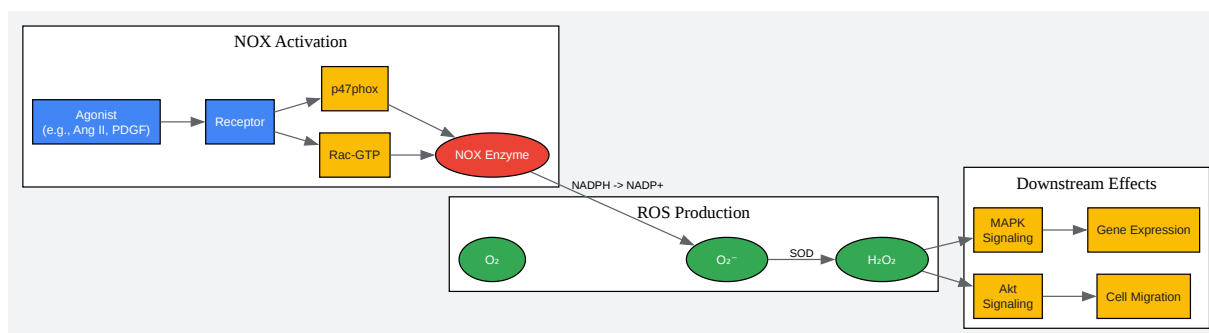 NOX Activation
Agonist
(e.g., Ang II, PDGF)
Receptor
p47phox
Rac-GTP
NOX Enzyme
NADPH -> NADP+
ROS Production
O₂
O₂⁻
SOD
H₂O₂
Downstream Effects
MAPK
Signaling
Gene Expression
Akt
Signaling
Cell Migration